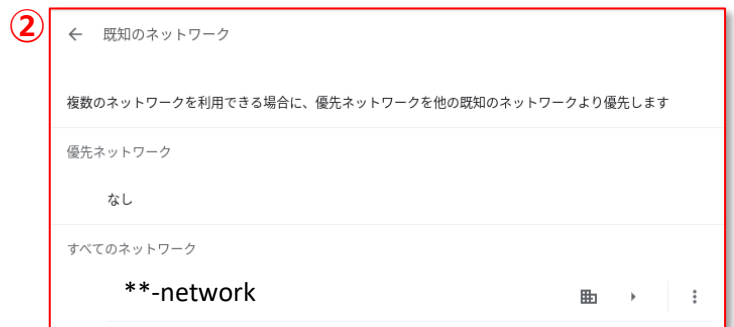 ②
← 既知のネットワーク
複数のネットワークを利用できる場合に、優先ネットワークを他の既知のネットワークより優先します
優先ネットワーク
なし
すべてのネットワーク
**-network